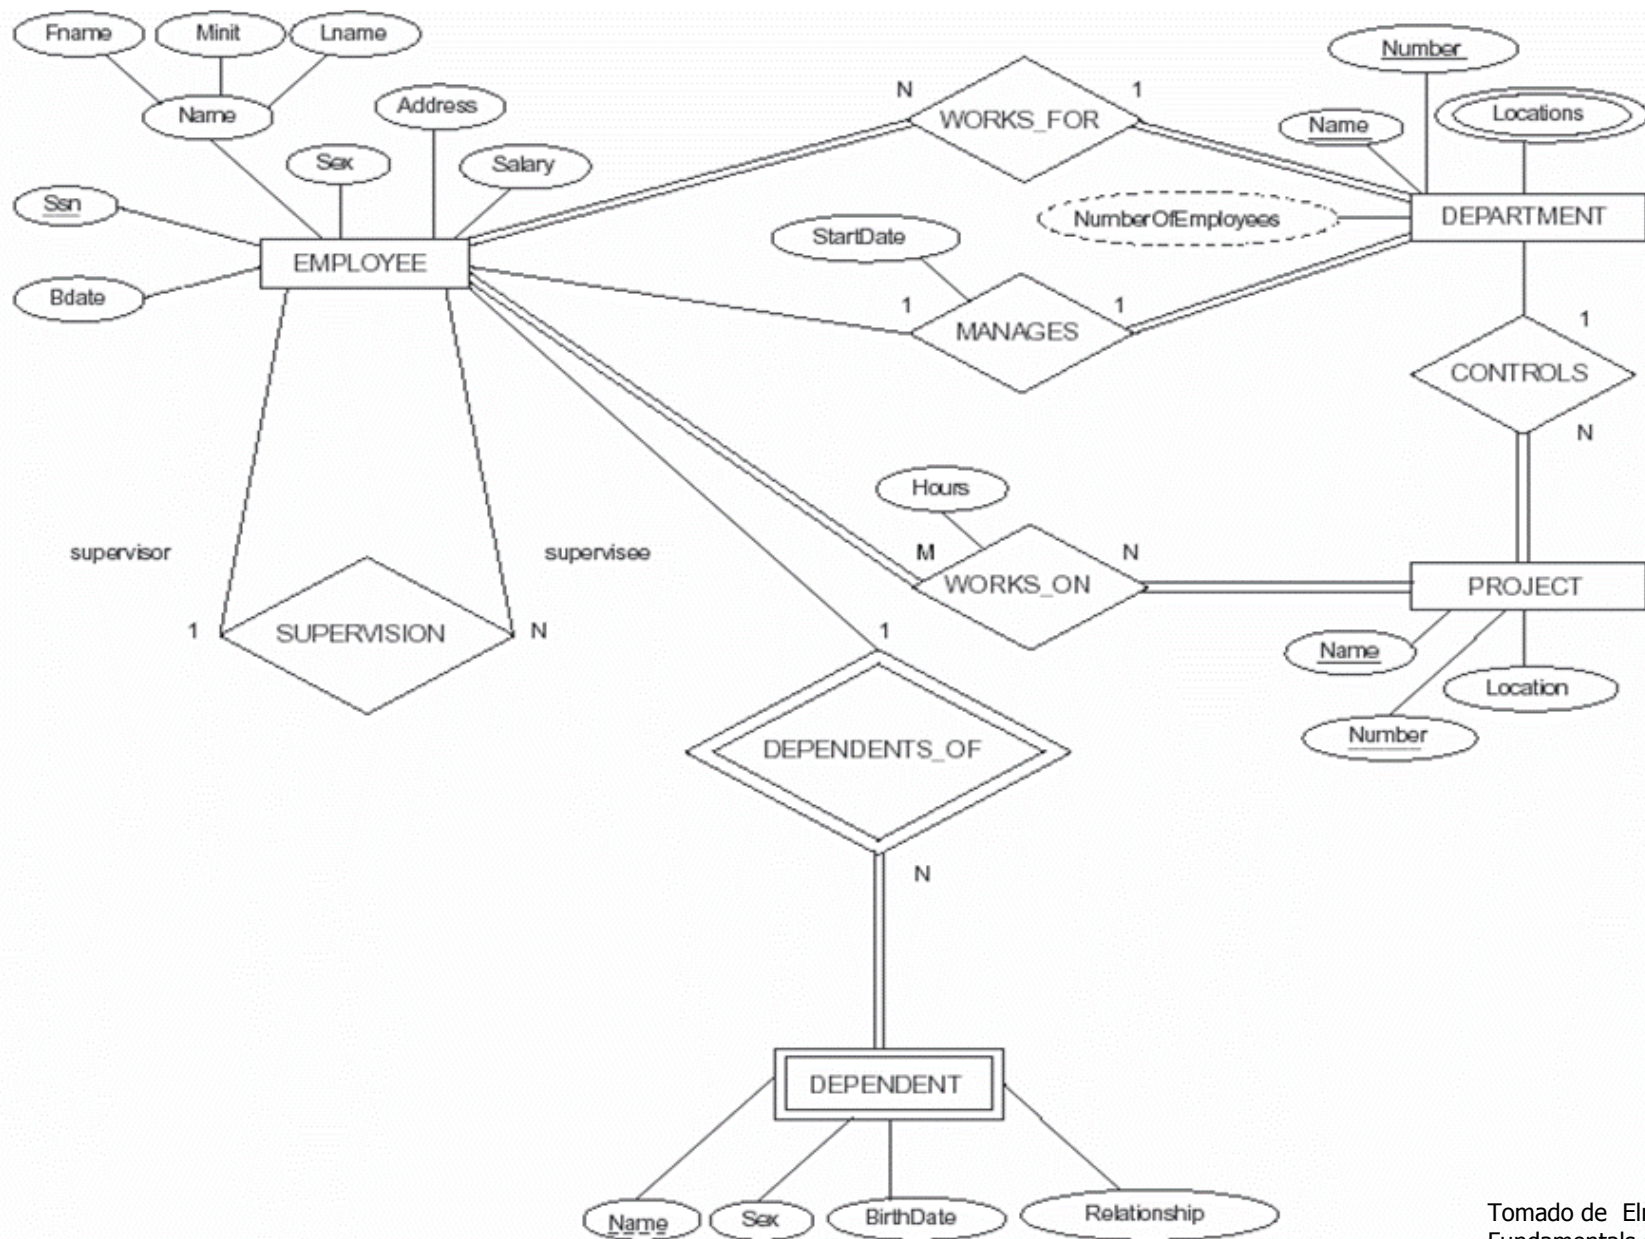 Fname
Minit
Lname
Name
Address
Sex
Salary
Ssn
Bdate
EMPLOYEE
N
WORKS_FOR
1
Number
Name
Locations
NumberOfEmployees
DEPARTMENT
StartDate
1
MANAGES
1
1
CONTROLS
N
supervisor
supervisee
1
SUPERVISION
N
Hours
M
WORKS_ON
N
PROJECT
Name
Location
Number
1
DEPENDENTS_OF
N
DEPENDENT
Name
Sex
BirthDate
Relationship
Tomado de